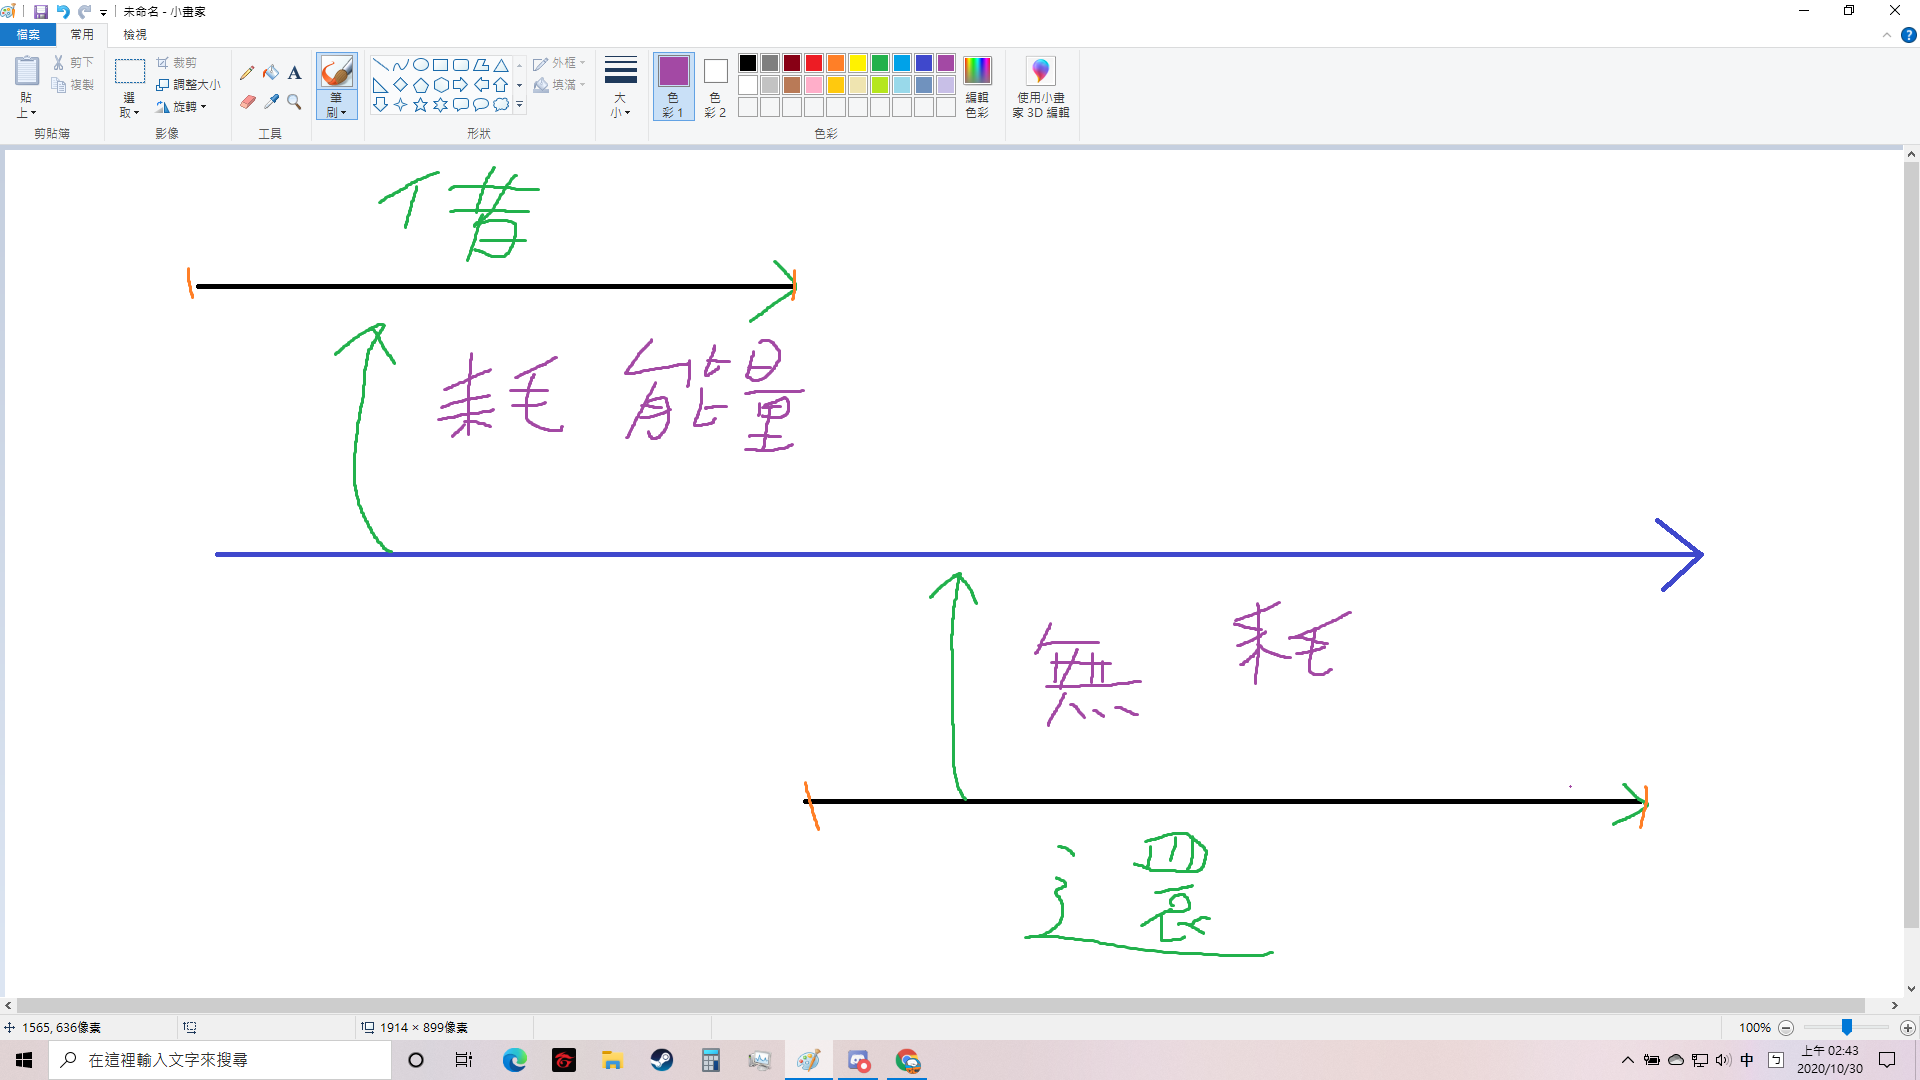 未命名 - 小畫家
檔案 常用 檢視
貼上
剪下
複製
剪貼簿
選取
裁剪
調整大小
旋轉
影像
A
工具
筆刷
外框
填滿
形狀
大小
色彩 1
色彩 2
編輯色彩
色彩
使用小畫家 3D 編輯
借
耗 能量
無 耗
還
1565, 636像素
1914 × 899像素
100%
在這裡輸入文字來搜尋
中
上午 02:43
2020/10/30